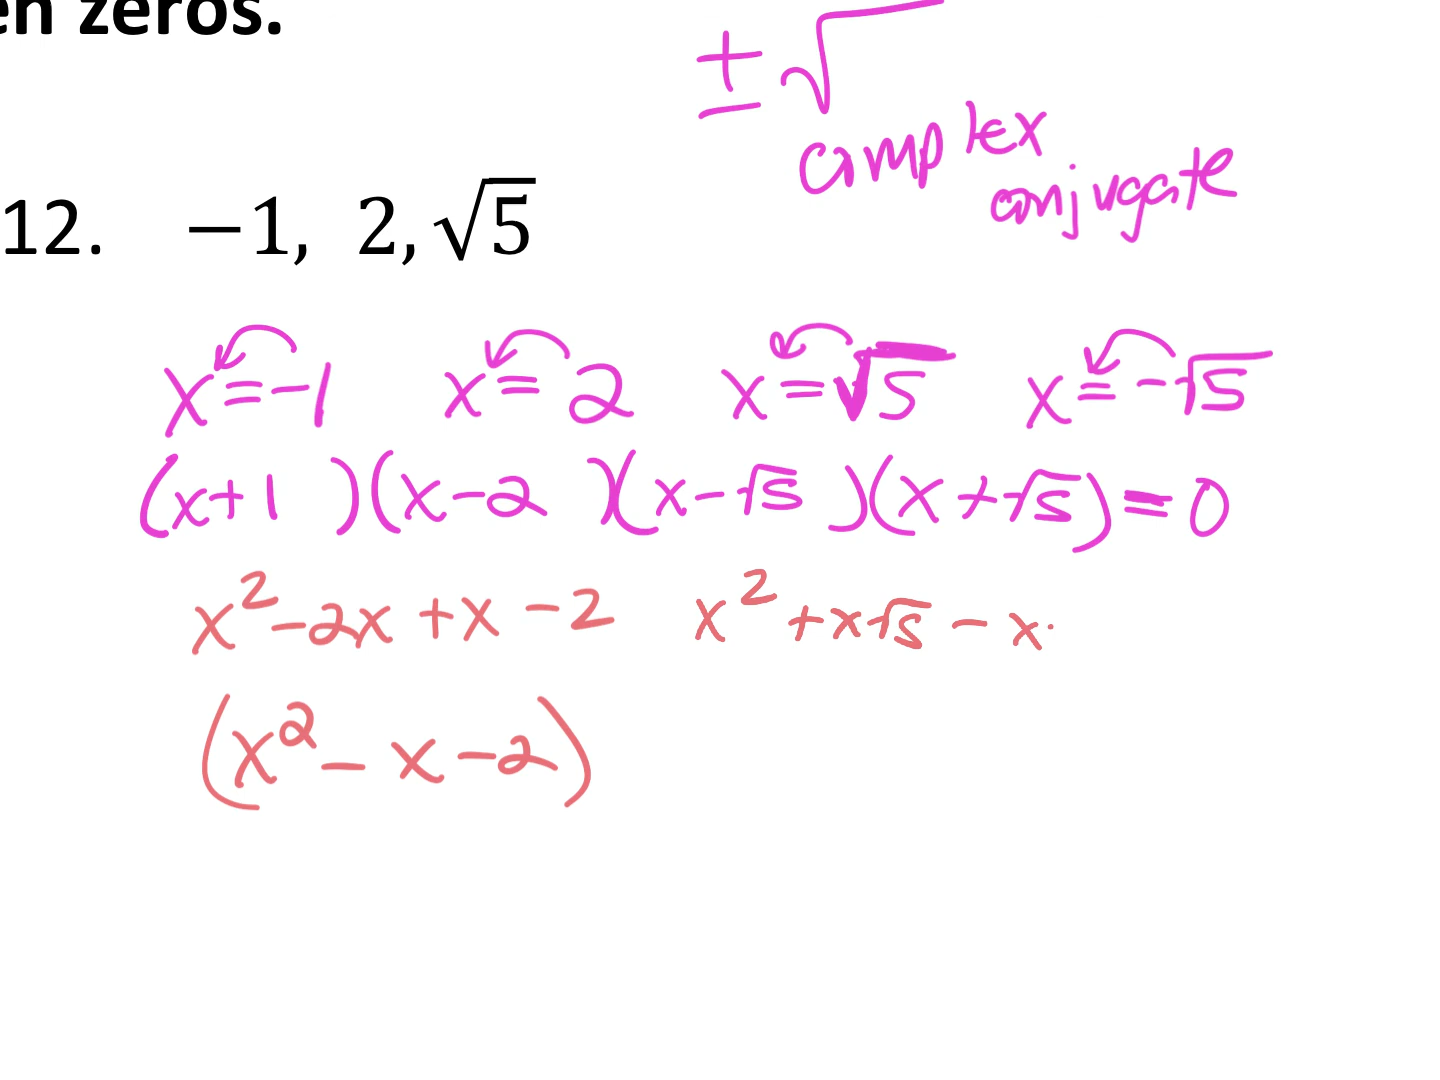 en zeros.
±√
complex
conjugate
12. −1, 2, √5
x = -1 x = 2 x = √5 x = -√5
(x+1)(x-2)(x-√5)(x+√5) = 0
x² - 2x + x - 2 x² + x√5 - x
(x² - x - 2)